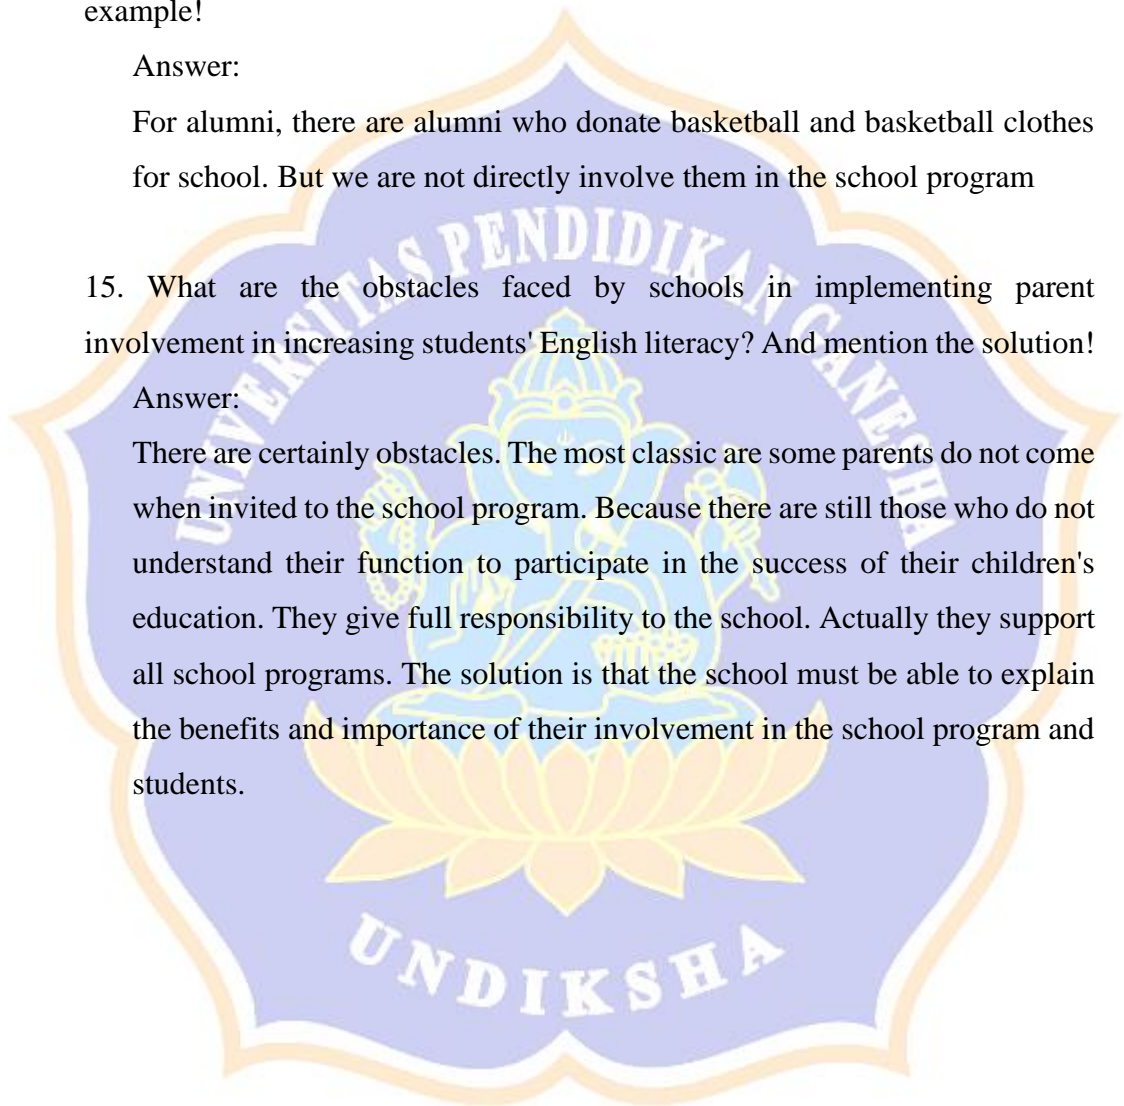 example!
Answer:
For alumni, there are alumni who donate basketball and basketball clothes
for school. But we are not directly involve them in the school program
UNIVERSITAS PENDIDIKAN GANESHA
15. What are the obstacles faced by schools in implementing parent
involvement in increasing students' English literacy? And mention the solution!
Answer:
There are certainly obstacles. The most classic are some parents do not come
when invited to the school program. Because there are still those who do not
understand their function to participate in the success of their children's
education. They give full responsibility to the school. Actually they support
all school programs. The solution is that the school must be able to explain
the benefits and importance of their involvement in the school program and
students.
UNDIKSHA